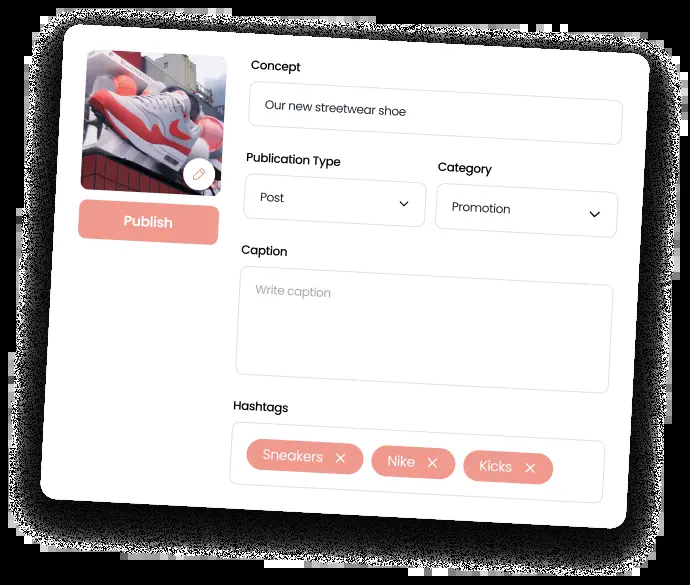 Concept
Our new streetwear shoe
Publication Type
Category
Post
Promotion
Publish
Caption
Write caption
Hashtags
Sneakers
Nike
Kicks